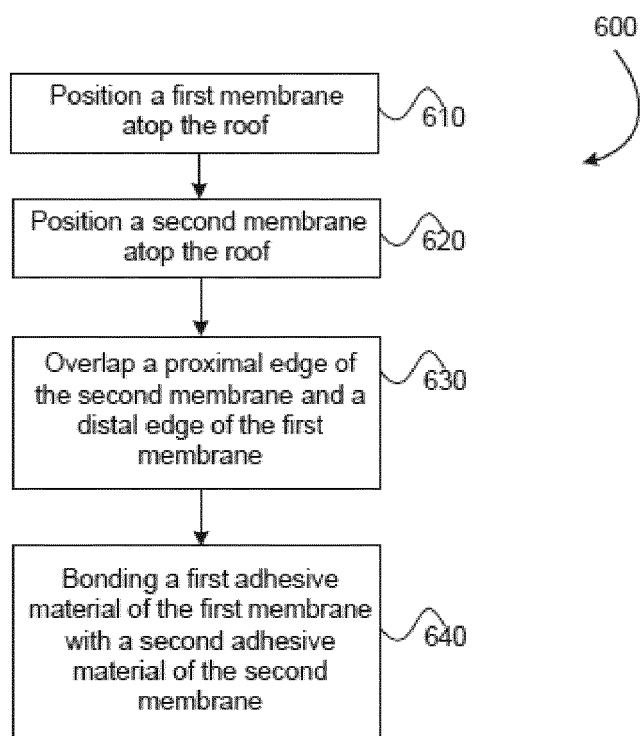 600
Position a first membrane
atop the roof
610
Position a second membrane
atop the roof
620
Overlap a proximal edge of
the second membrane and a
distal edge of the first
membrane
630
Bonding a first adhesive
material of the first membrane
with a second adhesive
material of the second
membrane
640